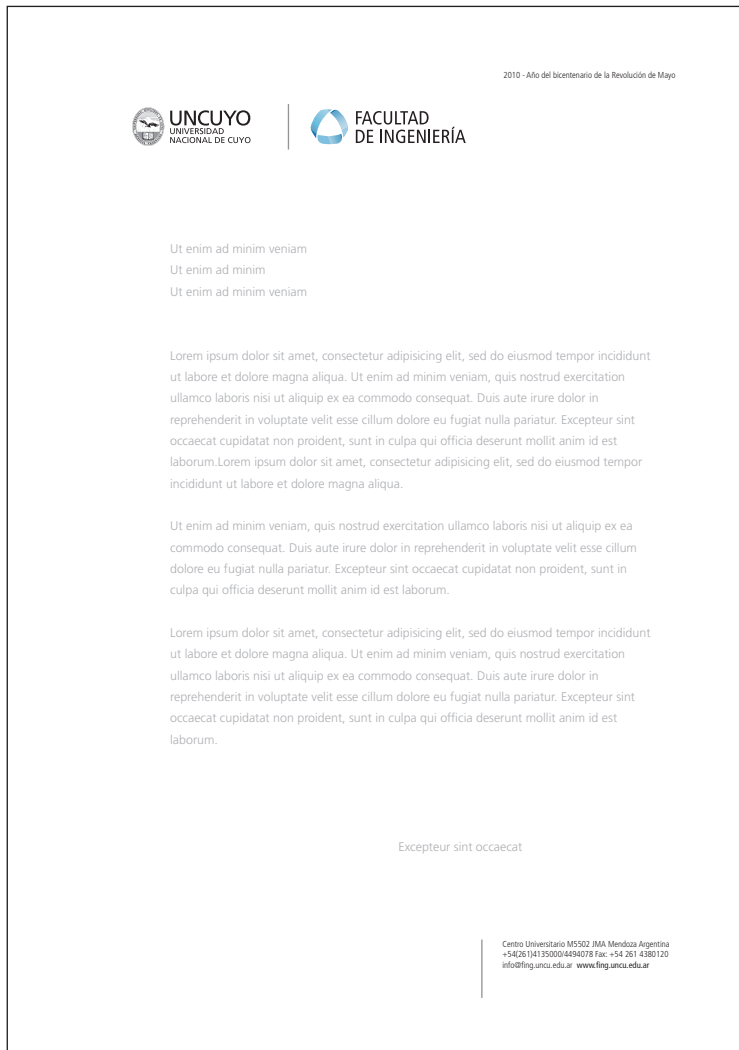 2010 - Año del bicentenario de la Revolución de Mayo
UNCUYO
UNIVERSIDAD
NACIONAL DE CUYO
FACULTAD
DE INGENIERÍA
Ut enim ad minim veniam
Ut enim ad minim
Ut enim ad minim veniam
Lorem ipsum dolor sit amet, consectetur adipisicing elit, sed do eiusmod tempor incididunt
ut labore et dolore magna aliqua. Ut enim ad minim veniam, quis nostrud exercitation
ullamco laboris nisi ut aliquip ex ea commodo consequat. Duis aute irure dolor in
reprehenderit in voluptate velit esse cillum dolore eu fugiat nulla pariatur. Excepteur sint
occaecat cupidatat non proident, sunt in culpa qui officia deserunt mollit anim id est
laborum.Lorem ipsum dolor sit amet, consectetur adipisicing elit, sed do eiusmod tempor
incididunt ut labore et dolore magna aliqua.
Ut enim ad minim veniam, quis nostrud exercitation ullamco laboris nisi ut aliquip ex ea
commodo consequat. Duis aute irure dolor in reprehenderit in voluptate velit esse cillum
dolore eu fugiat nulla pariatur. Excepteur sint occaecat cupidatat non proident, sunt in
culpa qui officia deserunt mollit anim id est laborum.
Lorem ipsum dolor sit amet, consectetur adipisicing elit, sed do eiusmod tempor incididunt
ut labore et dolore magna aliqua. Ut enim ad minim veniam, quis nostrud exercitation
ullamco laboris nisi ut aliquip ex ea commodo consequat. Duis aute irure dolor in
reprehenderit in voluptate velit esse cillum dolore eu fugiat nulla pariatur. Excepteur sint
occaecat cupidatat non proident, sunt in culpa qui officia deserunt mollit anim id est
laborum.
Excepteur sint occaecat
Centro Universitario M5502 JMA Mendoza Argentina
+54(261)4135000/4494078 Fax: +54 261 4380120
info@fing.uncu.edu.ar www.fing.uncu.edu.ar